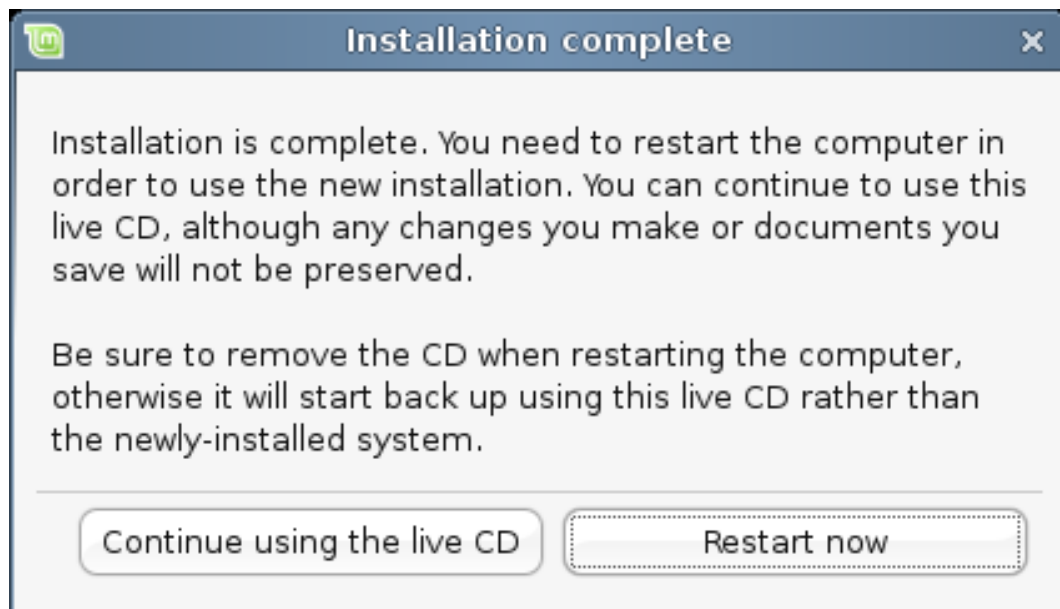 Installation complete
Installation is complete. You need to restart the computer in
order to use the new installation. You can continue to use this
live CD, although any changes you make or documents you
save will not be preserved.
Be sure to remove the CD when restarting the computer,
otherwise it will start back up using this live CD rather than
the newly-installed system.
Continue using the live CD
Restart now